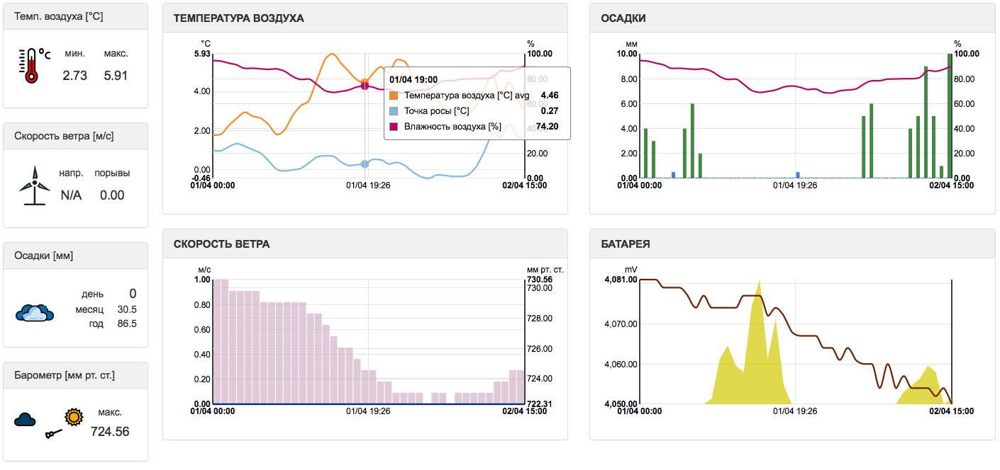 Темп. воздуха [°C]
°C
мин. макс.
2.73 5.91
Скорость ветра [м/с]
напр. порывы
N/A 0.00
Осадки [мм]
день 0
месяц 30.5
год 86.5
Барометр [мм рт. ст.]
макс.
724.56
ТЕМПЕРАТУРА ВОЗДУХА
°C %
5.93 100.00
4.00 80.00
2.00 60.00
0.00 40.00
-0.46 20.00
0.00
01/04 00:00 01/04 19:26 02/04 15:00
01/04 19:00
Температура воздуха [°C] avg 4.46
Точка росы [°C] 0.27
Влажность воздуха [%] 74.20
ОСАДКИ
мм %
10.00 100.00
8.00 80.00
6.00 60.00
4.00 40.00
2.00 20.00
0.00 0.00
01/04 00:00 01/04 19:26 02/04 15:00
СКОРОСТЬ ВЕТРА
м/с мм рт. ст.
1.00 730.56
730.00
0.80 728.00
0.60 726.00
0.40 724.00
0.20
0.00 722.31
01/04 00:00 01/04 19:26 02/04 15:00
БАТАРЕЯ
mV
4,081.00
4,070.00
4,060.00
4,050.00
01/04 00:00 01/04 19:26 02/04 15:00